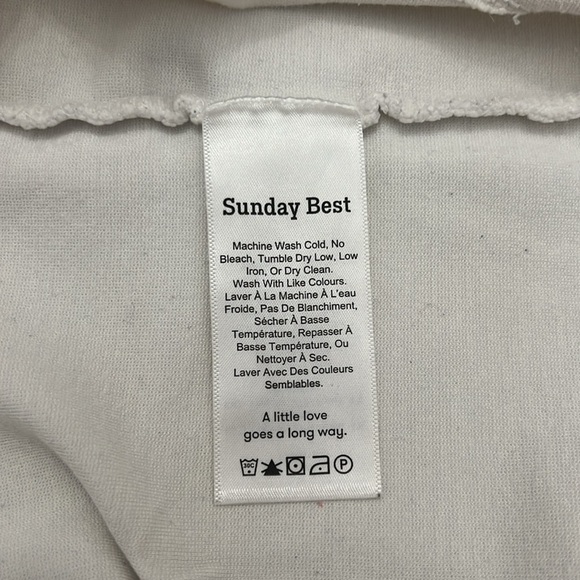 Sunday Best
Machine Wash Cold, No
Bleach, Tumble Dry Low, Low
Iron, Or Dry Clean.
Wash With Like Colours.
Laver À La Machine À L'eau
Froide, Pas De Blanchiment,
Sécher À Basse
Température, Repasser À
Basse Température, Ou
Nettoyer À Sec.
Laver Avec Des Couleurs
Semblables.
A little love
goes a long way.
30C P